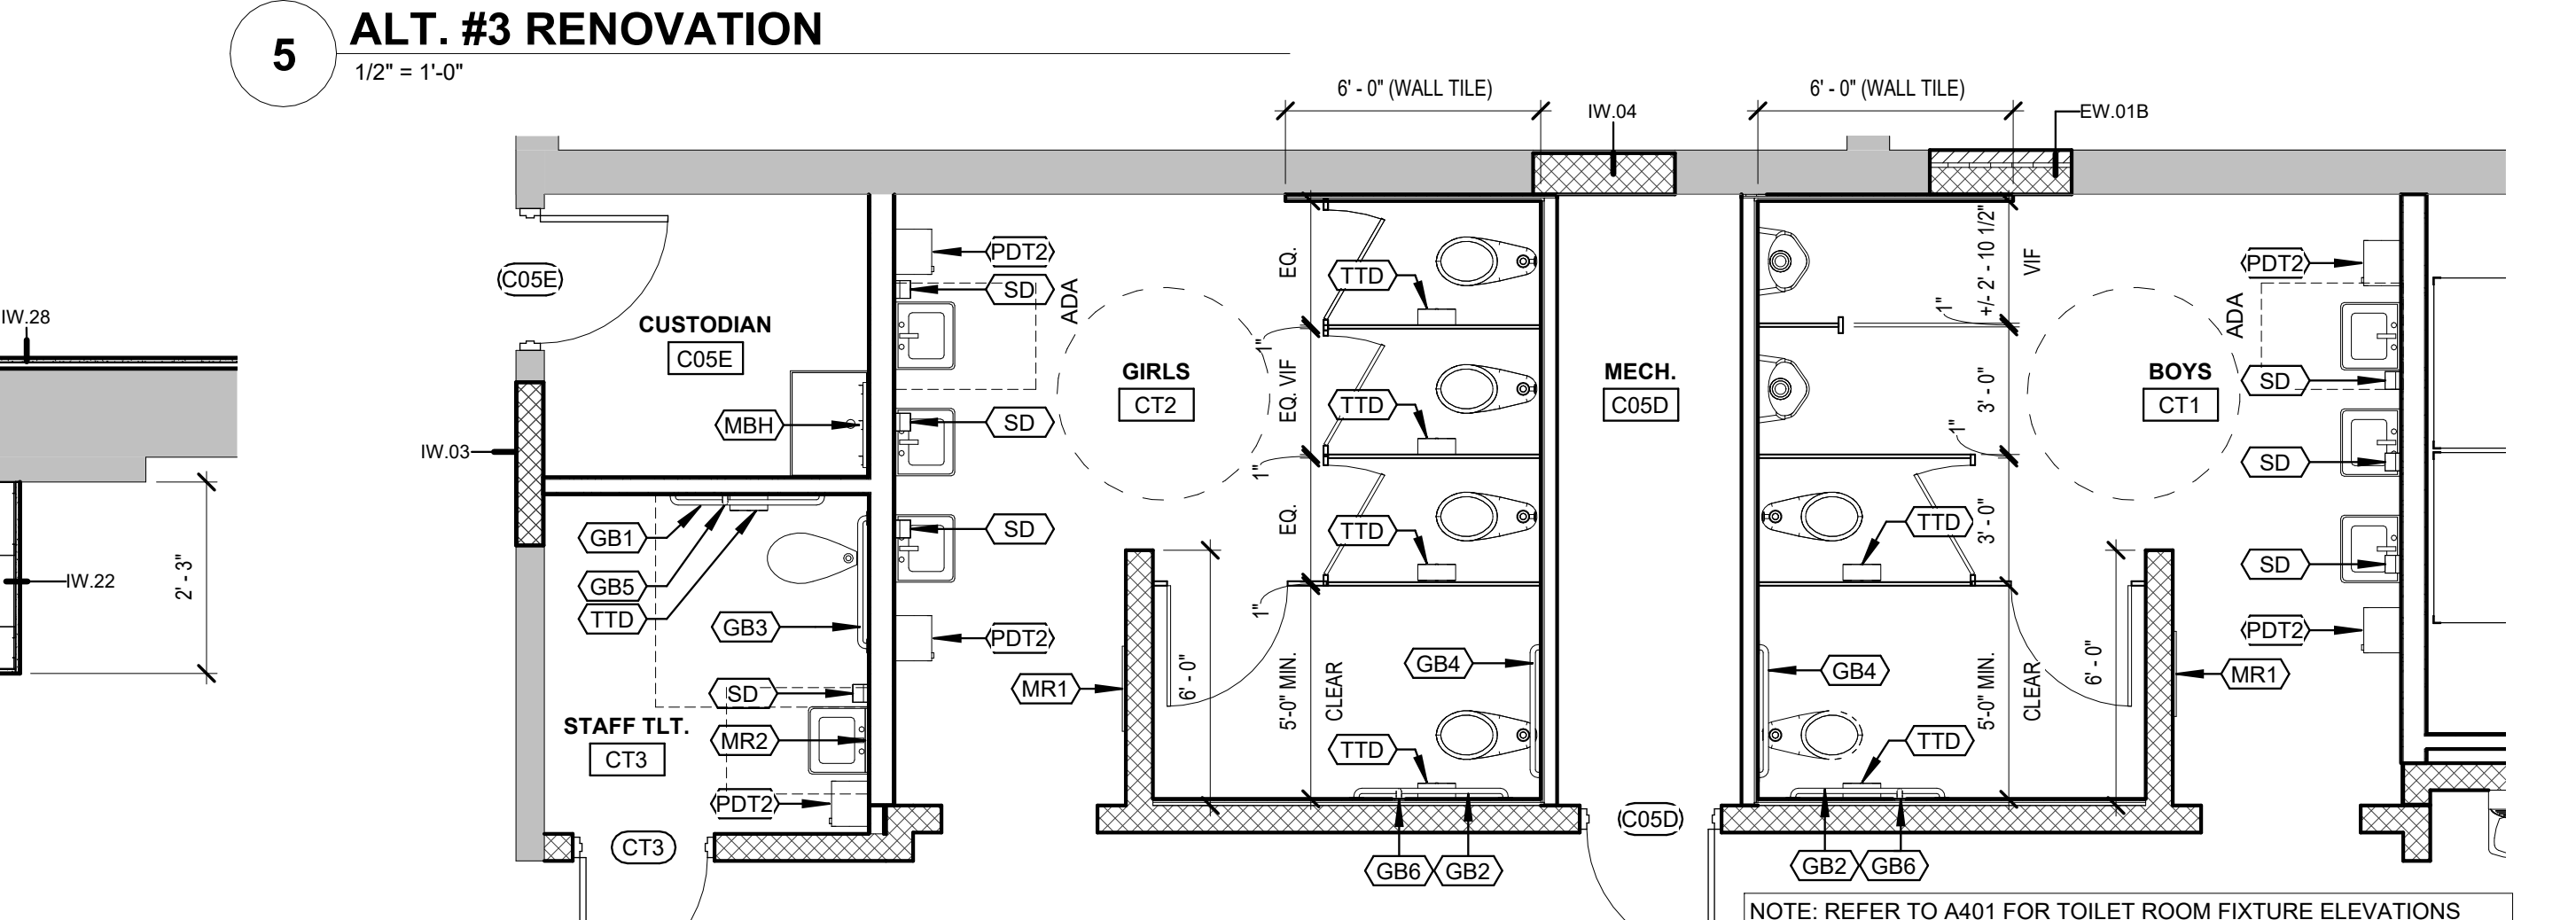 5
ALT. #3 RENOVATION
1/2" = 1'-0"
6' - 0" (WALL TILE)
6' - 0" (WALL TILE)
IW.04
EW.01B
IW.28
IW.22
2' - 3"
IW.03
C05E
CUSTODIAN
C05E
MBH
PDT2
SD
ADA
SD
SD
PDT2
GIRLS
CT2
EQ.
EQ. VIF
EQ.
1"
1"
1"
TTD
TTD
TTD
MECH.
C05D
+/- 2' - 10 1/2"
VIF
1"
3' - 0"
1"
3' - 0"
TTD
BOYS
CT1
PDT2
ADA
SD
SD
SD
PDT2
MR1
GB1
GB5
TTD
GB3
SD
STAFF TLT.
CT3
MR2
PDT2
CT3
MR1
6' - 0"
5'-0" MIN.
CLEAR
GB4
TTD
GB6
GB2
C05D
GB4
TTD
5'-0" MIN.
CLEAR
6' - 0"
GB2
GB6
NOTE: REFER TO A401 FOR TOILET ROOM FIXTURE ELEVATIONS